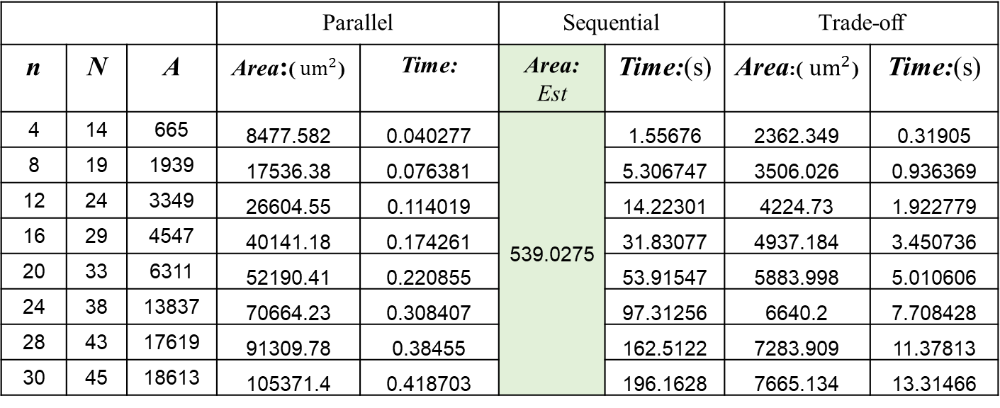 Parallel Sequential Trade-off
n N A Area:( um²) Time: Area: Time:(s) Area:( um²) Time:(s)
Est
4 14 665 8477.582 0.040277 1.55676 2362.349 0.31905
8 19 1939 17536.38 0.076381 5.306747 3506.026 0.936369
12 24 3349 26604.55 0.114019 14.22301 4224.73 1.922779
16 29 4547 40141.18 0.174261 31.83077 4937.184 3.450736
539.0275
20 33 6311 52190.41 0.220855 53.91547 5883.998 5.010606
24 38 13837 70664.23 0.308407 97.31256 6640.2 7.708428
28 43 17619 91309.78 0.38455 162.5122 7283.909 11.37813
30 45 18613 105371.4 0.418703 196.1628 7665.134 13.31466